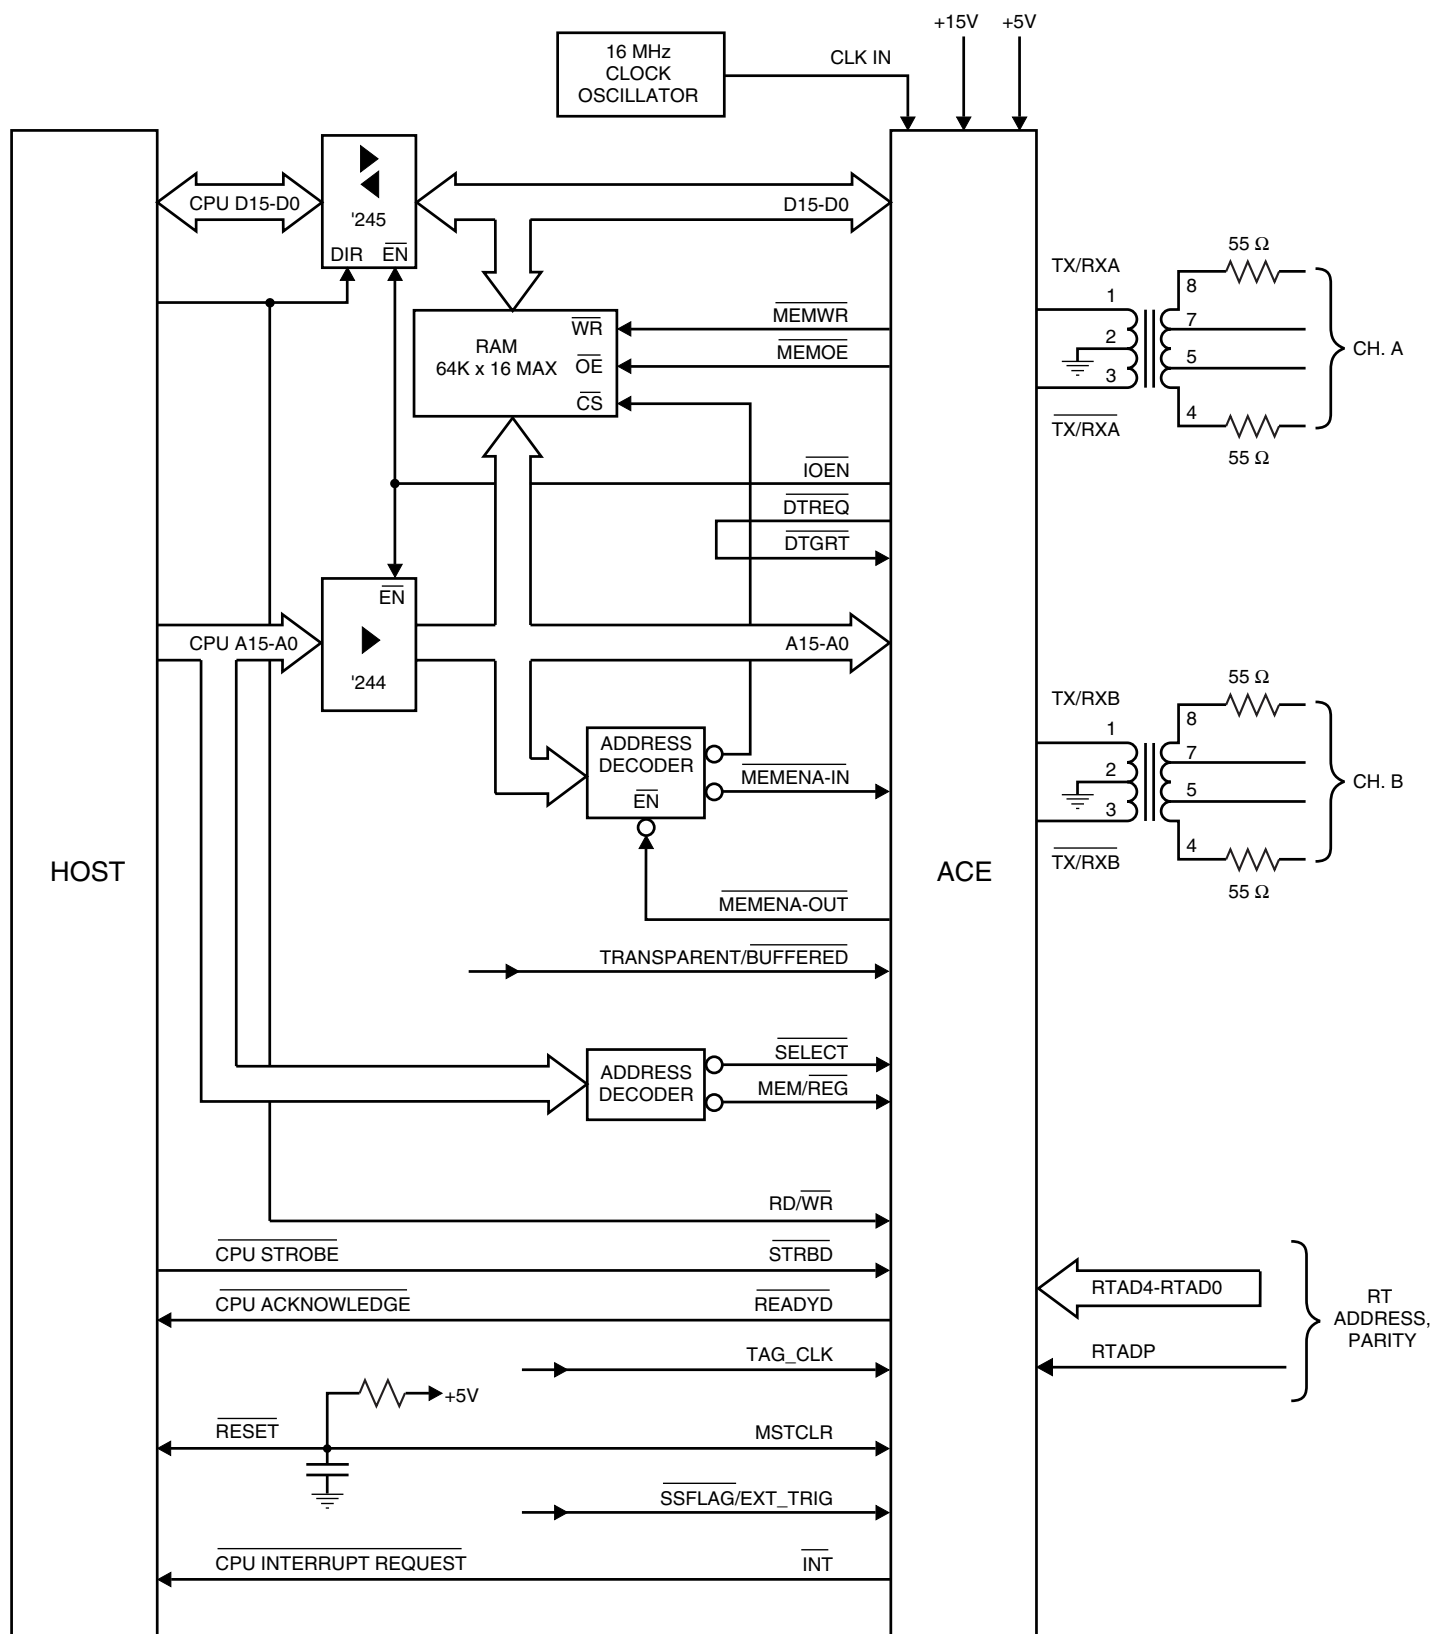 +15V
+5V
16 MHz
CLOCK
OSCILLATOR
CLK IN
CPU D15-D0
'245
DIR
EN
D15-D0
RAM
64K x 16 MAX
WR
OE
CS
MEMWR
MEMOE
IOEN
DTREQ
DTGRT
EN
CPU A15-A0
'244
A15-A0
ADDRESS
DECODER
EN
MEMENA-IN
MEMENA-OUT
HOST
ACE
TRANSPARENT/BUFFERED
ADDRESS
DECODER
SELECT
MEM/REG
RD/WR
CPU STROBE
STRBD
CPU ACKNOWLEDGE
READYD
TAG_CLK
+5V
RESET
MSTCLR
SSFLAG/EXT_TRIG
CPU INTERRUPT REQUEST
INT
TX/RXA
1
2
3
TX/RXA
55 Ω
8
7
5
4
55 Ω
CH. A
TX/RXB
1
2
3
TX/RXB
55 Ω
8
7
5
4
55 Ω
CH. B
RTAD4-RTAD0
RTADP
RT
ADDRESS,
PARITY